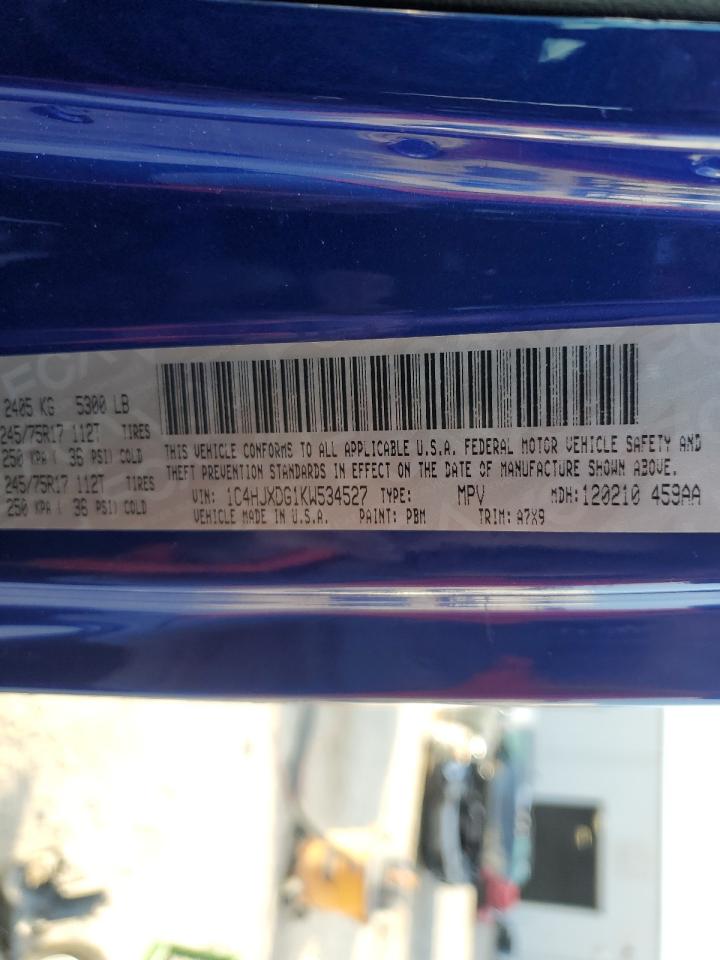 2405 KG 5300 LB
245/75R17 112T TIRES
250 KPA ( 36 PSI) COLD
245/75R17 112T TIRES
250 KPA ( 36 PSI) COLD
THIS VEHICLE CONFORMS TO ALL APPLICABLE U.S.A. FEDERAL MOTOR VEHICLE SAFETY AND
THEFT PREVENTION STANDARDS IN EFFECT ON THE DATE OF MANUFACTURE SHOWN ABOVE.
VIN: 1C4HJXDG1KW534527 TYPE: MPV MDH: 120210 459AA
VEHICLE MADE IN U.S.A. PAINT: PBM TRIM: A7X9